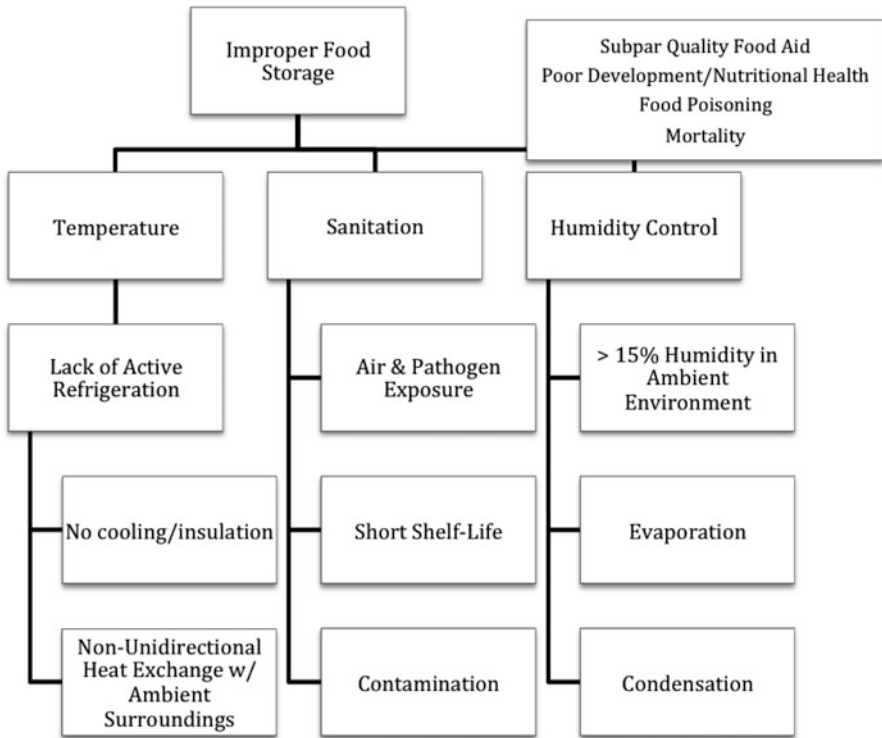 Improper Food
Storage
Subpar Quality Food Aid
Poor Development/Nutritional Health
Food Poisoning
Mortality
Temperature
Sanitation
Humidity Control
Lack of Active
Refrigeration
Air & Pathogen
Exposure
> 15% Humidity in
Ambient
Environment
No cooling/insulation
Short Shelf-Life
Evaporation
Non-Unidirectional
Heat Exchange w/
Ambient
Surroundings
Contamination
Condensation